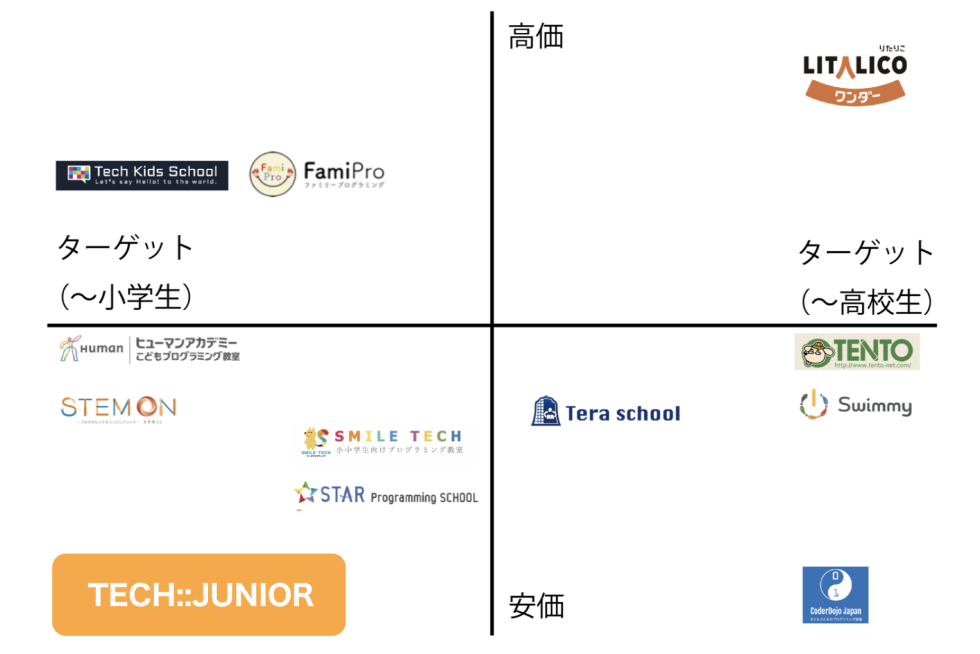 高価
りたりこ
LITALICO
ワンダー
Tech Kids School
Let's say Hello! to the world.
Fami
Pro
FamiPro
ファミリープログラミング
ターゲット
（〜小学生）
ターゲット
（〜高校生）
Human
ヒューマンアカデミー
こどもプログラミング教室
TENTO
http://www.tento-net.com/
STEMON
Swimmy
Tera school
SMILE TECH
SMILE TECH
小中学生向けプログラミング教室
STAR Programming SCHOOL
TECH::JUNIOR
安価
CoderDojo Japan